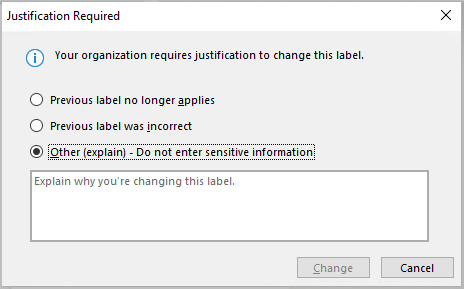 Justification Required
Your organization requires justification to change this label.
Previous label no longer applies
Previous label was incorrect
Other (explain) - Do not enter sensitive information
Explain why you're changing this label.
Change Cancel